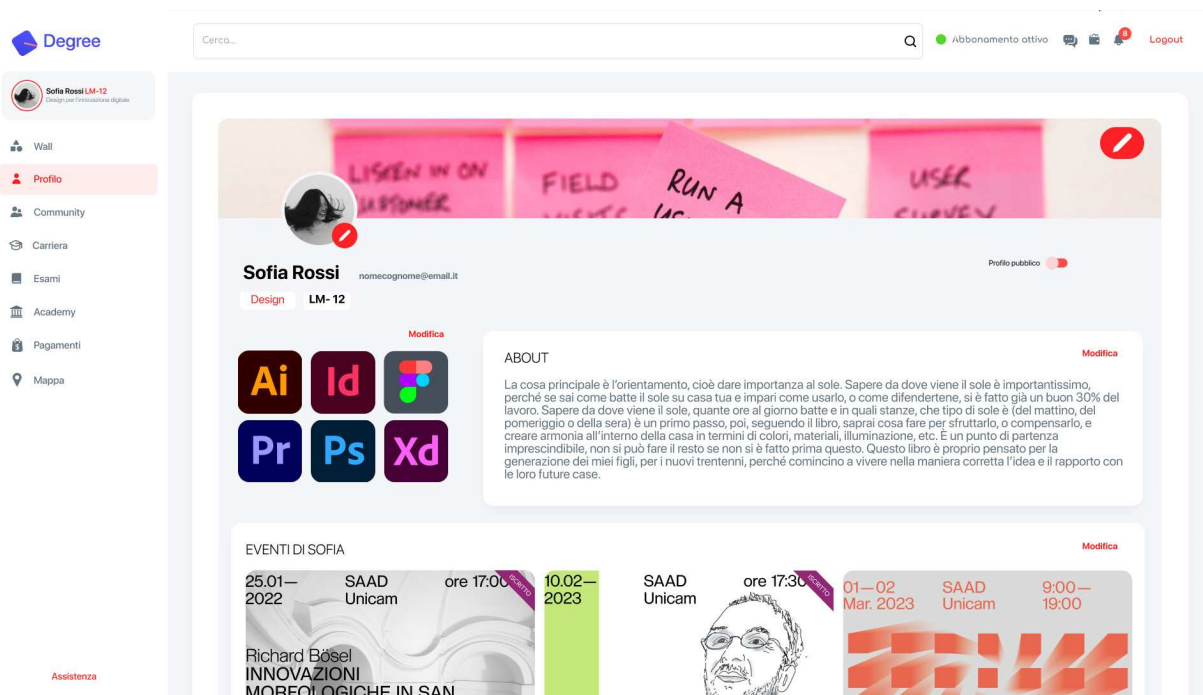 Degree
Cerca...
Abbonamento attivo
8
Logout
Sofia Rossi LM-12
Design per l'innovazione digitale
Wall
Profilo
Community
Carriera
Esami
Academy
Pagamenti
Mappa
Assistenza
LISTEN IN ON
CUSTOMER
FIELD
VISITS
RUN A
USER
SURVEY
Sofia Rossi
nomecognome@email.it
Profilo pubblico
Design
LM- 12
Modifica
Ai
Id
Pr
Ps
Xd
ABOUT
Modifica
La cosa principale è l'orientamento, cioè dare importanza al sole. Sapere da dove viene il sole è importantissimo,
perché se sai come batte il sole su casa tua e impari come usarlo, o come difendertene, si è fatto già un buon 30% del
lavoro. Sapere da dove viene il sole, quante ore al giorno batte e in quali stanze, che tipo di sole è (del mattino, del
pomeriggio o della sera) è un primo passo, poi, seguendo il libro, saprai cosa fare per sfruttarlo, o compensarlo, e
creare armonia all'interno della casa in termini di colori, materiali, illuminazione, etc. È un punto di partenza
imprescindibile, non si può fare il resto se non si è fatto prima questo. Questo libro è proprio pensato per la
generazione dei miei figli, per i nuovi trentenni, perché comincino a vivere nella maniera corretta l'idea e il rapporto con
le loro future case.
EVENTI DI SOFIA
Modifica
25.01—
2022
SAAD
Unicam
ore 17:00
ISCRITTO
Richard Bösel
INNOVAZIONI
MORFOLOGICHE IN SAN
10.02—
2023
SAAD
Unicam
ore 17:30
ISCRITTO
01—02
Mar. 2023
SAAD
Unicam
9:00—
19:00